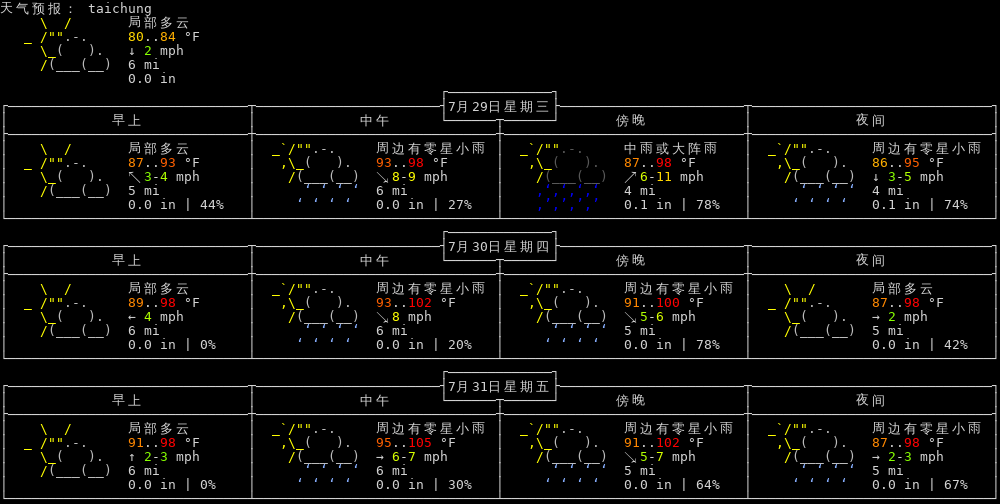 天气预报： taichung
局部多云
80..84 °F
↓ 2 mph
6 mi
0.0 in
7月29日星期三
早上 中午 傍晚 夜间
局部多云 周边有零星小雨 中雨或大阵雨 周边有零星小雨
87..93 °F 93..98 °F 87..98 °F 86..95 °F
↖ 3-4 mph ↘ 8-9 mph ↗ 6-11 mph ↓ 3-5 mph
5 mi 6 mi 4 mi 4 mi
0.0 in | 44% 0.0 in | 27% 0.1 in | 78% 0.1 in | 74%
7月30日星期四
早上 中午 傍晚 夜间
局部多云 周边有零星小雨 周边有零星小雨 局部多云
89..98 °F 93..102 °F 91..100 °F 87..98 °F
← 4 mph ↘ 8 mph ↘ 5-6 mph → 2 mph
6 mi 6 mi 5 mi 5 mi
0.0 in | 0% 0.0 in | 20% 0.0 in | 78% 0.0 in | 42%
7月31日星期五
早上 中午 傍晚 夜间
局部多云 周边有零星小雨 周边有零星小雨 周边有零星小雨
91..98 °F 95..105 °F 91..102 °F 87..98 °F
↑ 2-3 mph → 6-7 mph ↘ 5-7 mph → 2-3 mph
6 mi 6 mi 5 mi 5 mi
0.0 in | 0% 0.0 in | 30% 0.0 in | 64% 0.0 in | 67%